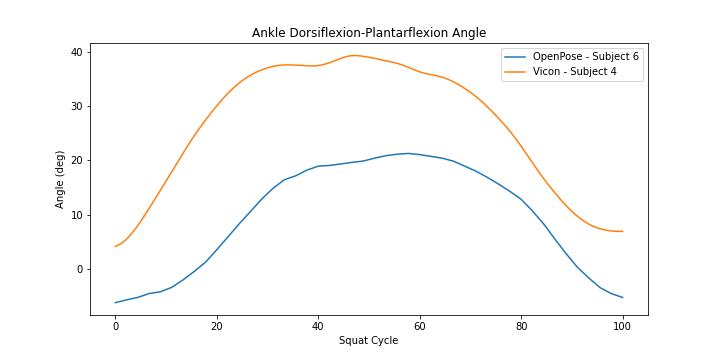 Ankle Dorsiflexion-Plantarflexion Angle
OpenPose - Subject 6
Vicon - Subject 4
Angle (deg)
40
30
20
10
0
0 20 40 60 80 100
Squat Cycle